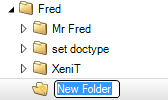 Fred
Mr Fred
set doctype
XeniT
New Folder